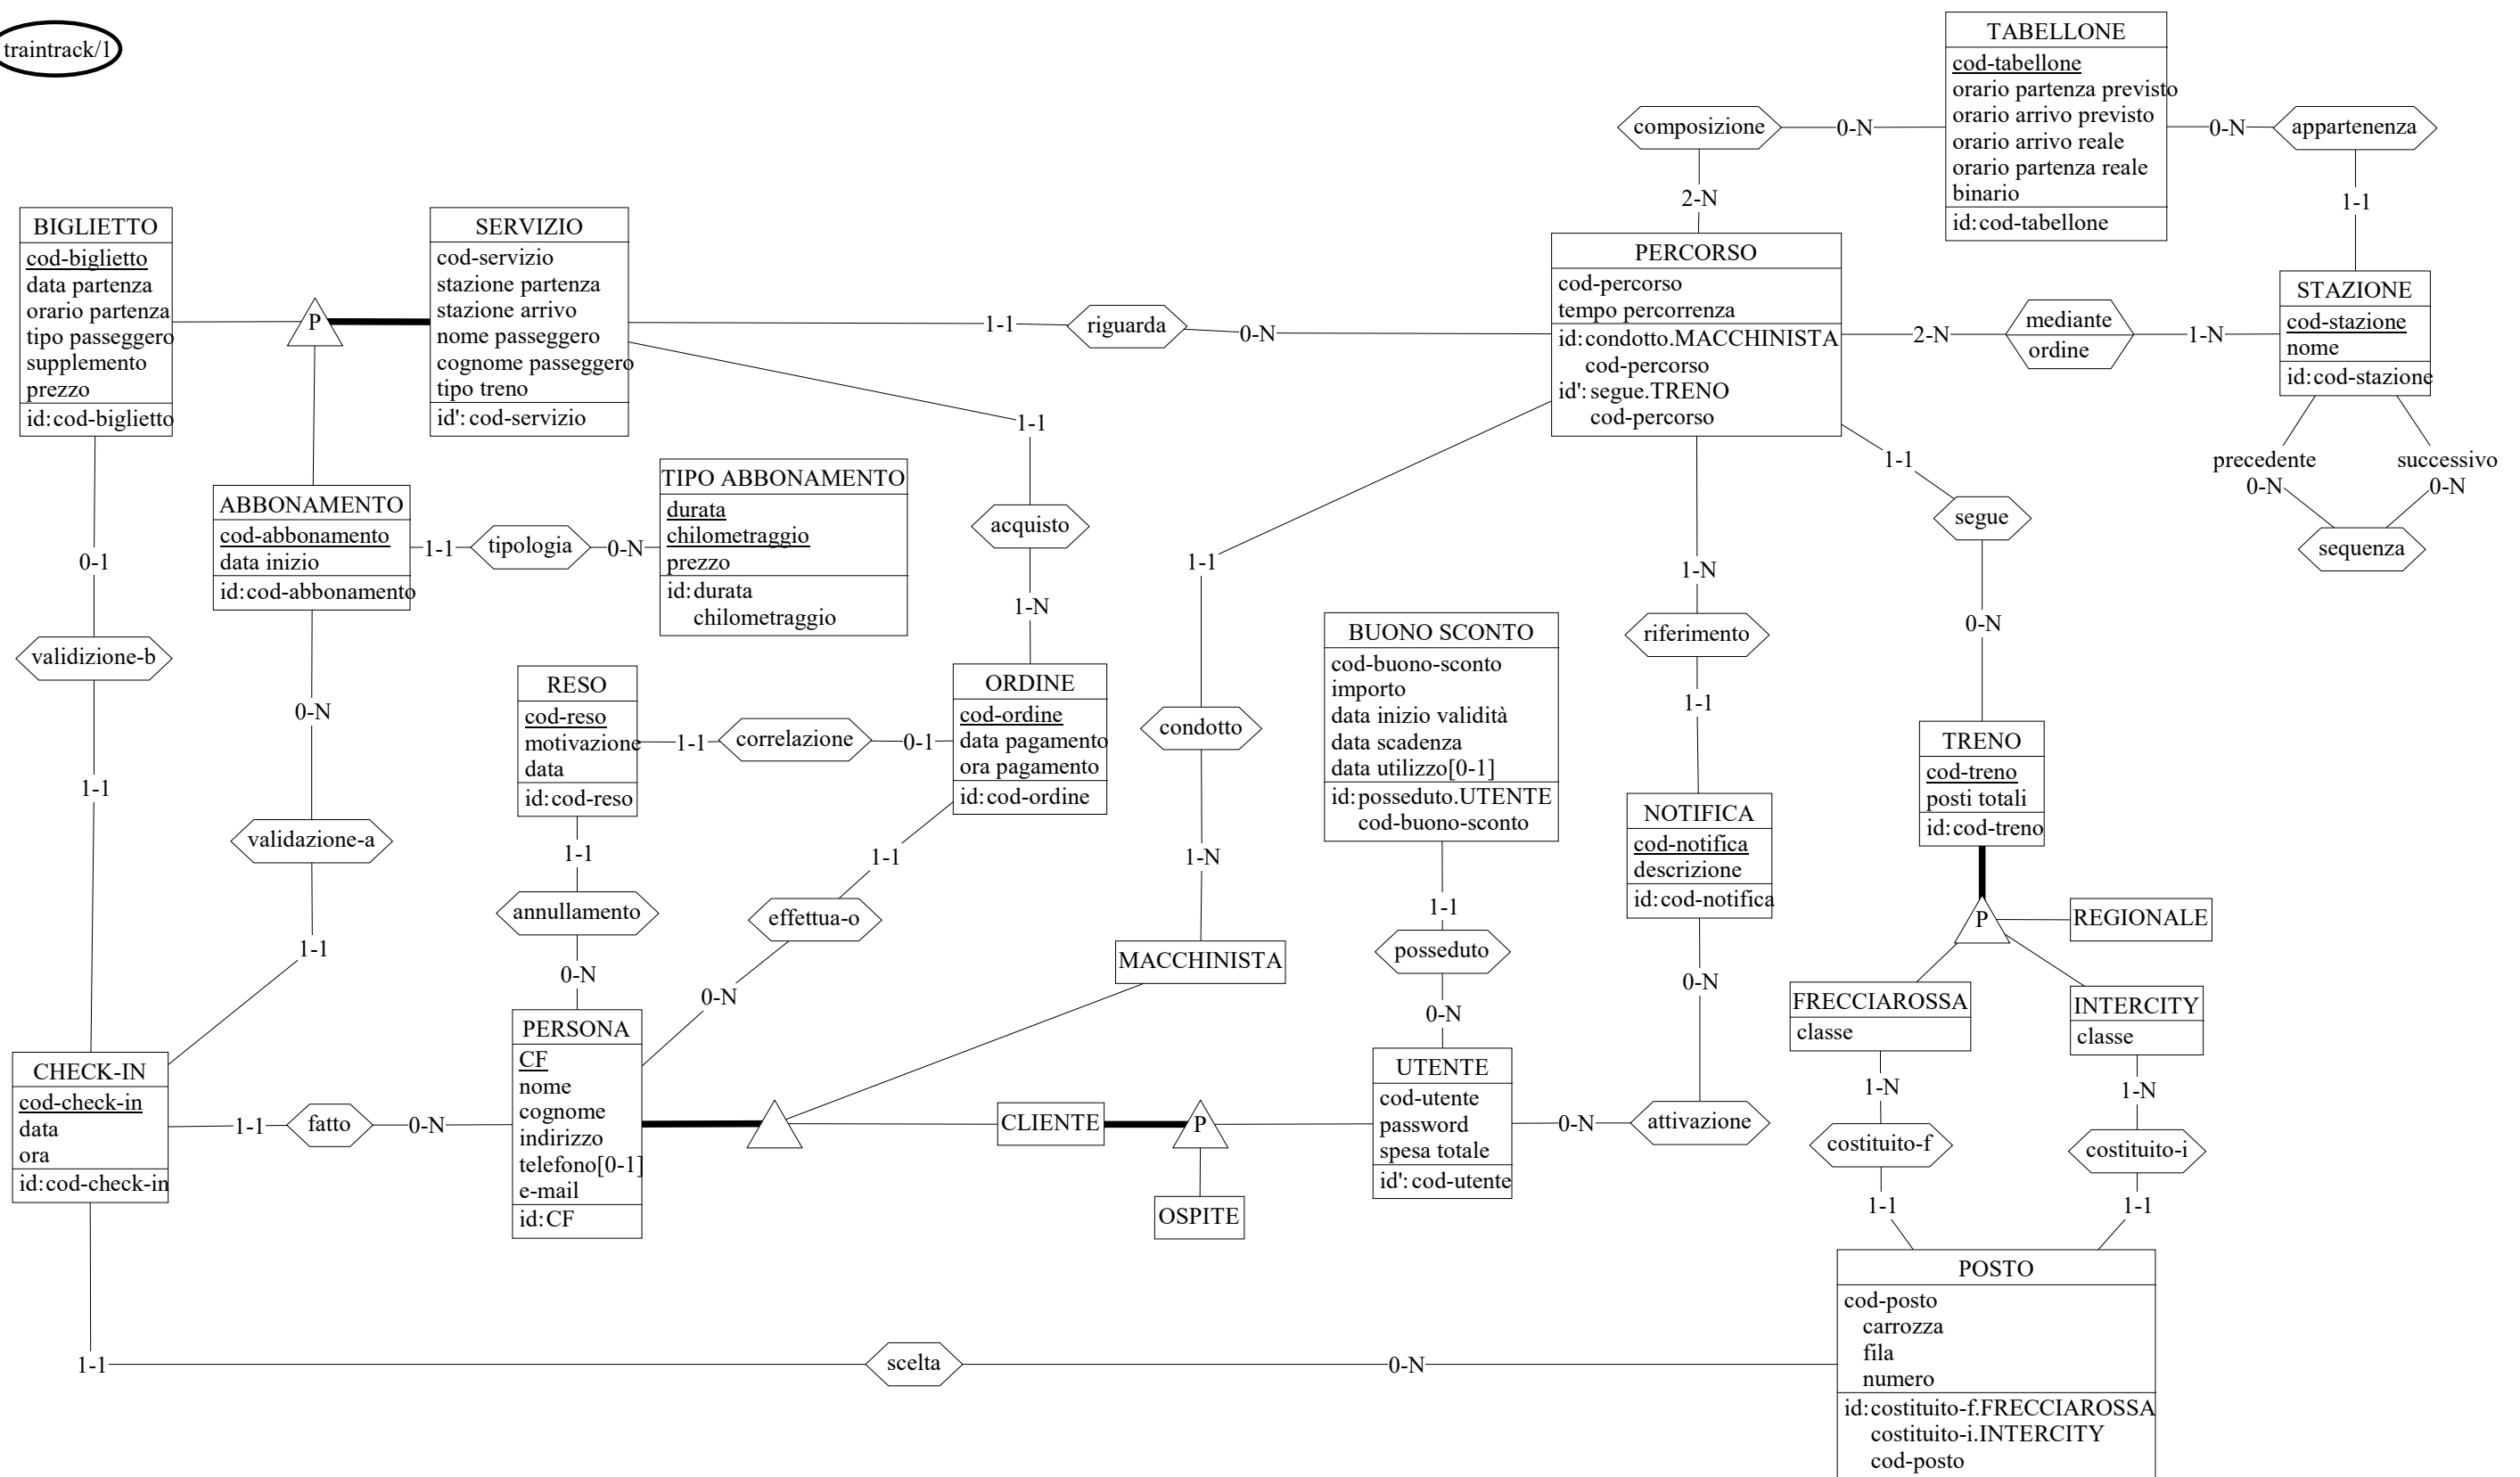 traintrack/1
TABELLONE
cod-tabellone
orario partenza previsto
orario arrivo previsto
orario arrivo reale
orario partenza reale
binario
id:cod-tabellone
composizione
0-N
0-N
appartenenza
2-N
1-1
BIGLIETTO
cod-biglietto
data partenza
orario partenza
tipo passeggero
supplemento
prezzo
id:cod-biglietto
P
SERVIZIO
cod-servizio
stazione partenza
stazione arrivo
nome passeggero
cognome passeggero
tipo treno
id': cod-servizio
1-1
riguarda
0-N
PERCORSO
cod-percorso
tempo percorrenza
id:condotto.MACCHINISTA
cod-percorso
id': segue.TRENO
cod-percorso
2-N
mediante
ordine
1-N
STAZIONE
cod-stazione
nome
id:cod-stazione
precedente
0-N
successivo
0-N
sequenza
1-1
segue
0-N
1-1
acquisto
1-N
ABBONAMENTO
cod-abbonamento
data inizio
id:cod-abbonamento
1-1
tipologia
0-N
TIPO ABBONAMENTO
durata
chilometraggio
prezzo
id:durata
chilometraggio
0-1
validizione-b
1-1
0-N
validazione-a
1-1
RESO
cod-reso
motivazione
data
id:cod-reso
1-1
correlazione
0-1
ORDINE
cod-ordine
data pagamento
ora pagamento
id:cod-ordine
1-1
condotto
1-N
MACCHINISTA
BUONO SCONTO
cod-buono-sconto
importo
data inizio validità
data scadenza
data utilizzo[0-1]
id:posseduto.UTENTE
cod-buono-sconto
1-N
riferimento
1-1
NOTIFICA
cod-notifica
descrizione
id:cod-notifica
TRENO
cod-treno
posti totali
id:cod-treno
P
REGIONALE
FRECCIAROSSA
classe
INTERCITY
classe
1-1
annullamento
0-N
1-1
effettua-o
0-N
1-1
posseduto
0-N
0-N
CHECK-IN
cod-check-in
data
ora
id:cod-check-in
1-1
fatto
0-N
PERSONA
CF
nome
cognome
indirizzo
telefono[0-1]
e-mail
id:CF
CLIENTE
P
OSPITE
UTENTE
cod-utente
password
spesa totale
id': cod-utente
0-N
attivazione
1-N
costituito-f
1-1
1-N
costituito-i
1-1
POSTO
cod-posto
carrozza
fila
numero
id:costituito-f.FRECCIAROSSA
costituito-i.INTERCITY
cod-posto
1-1
scelta
0-N